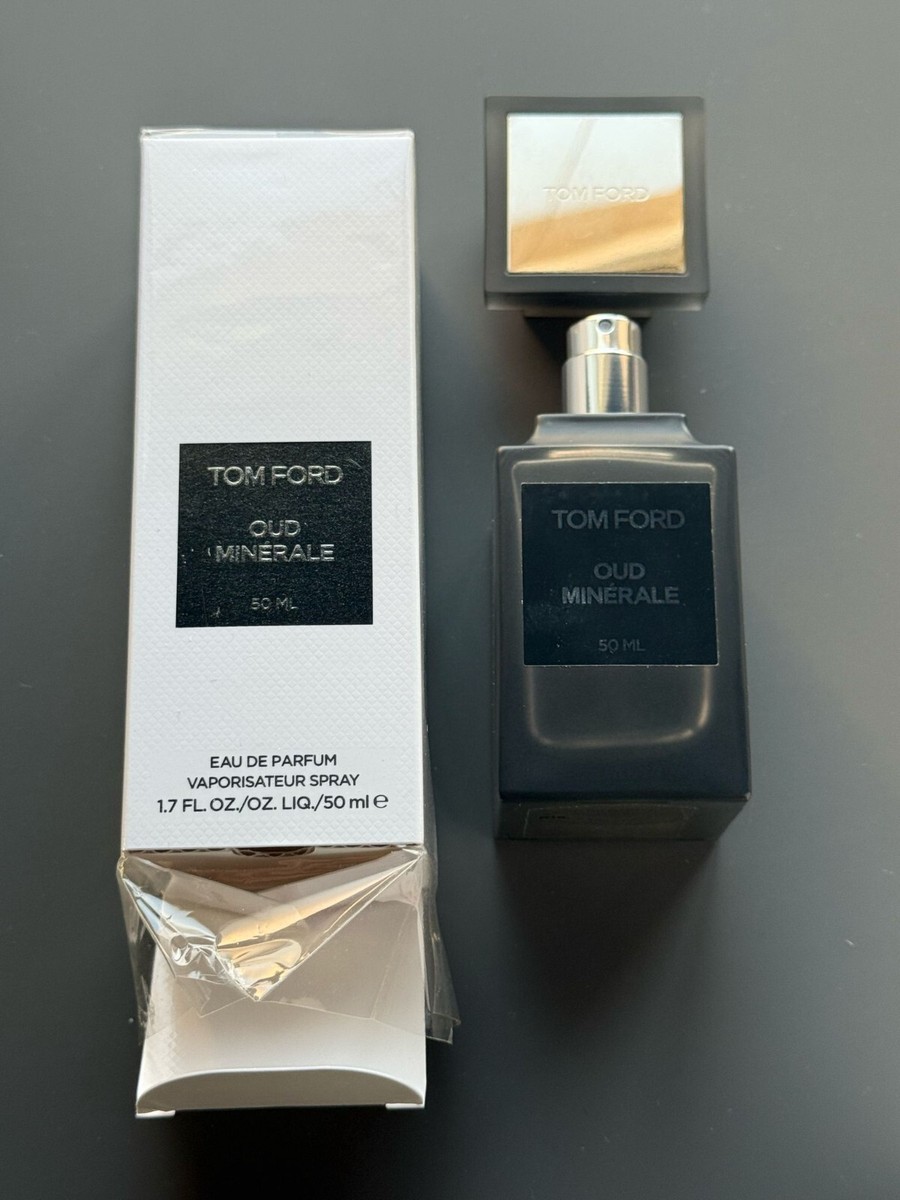 TOM FORD
OUD
MINÉRALE
50 ML
EAU DE PARFUM
VAPORISATEUR SPRAY
1.7 FL. OZ./OZ. LIQ./50 ml ℮
TOM FORD
TOM FORD
OUD
MINÉRALE
50 ML